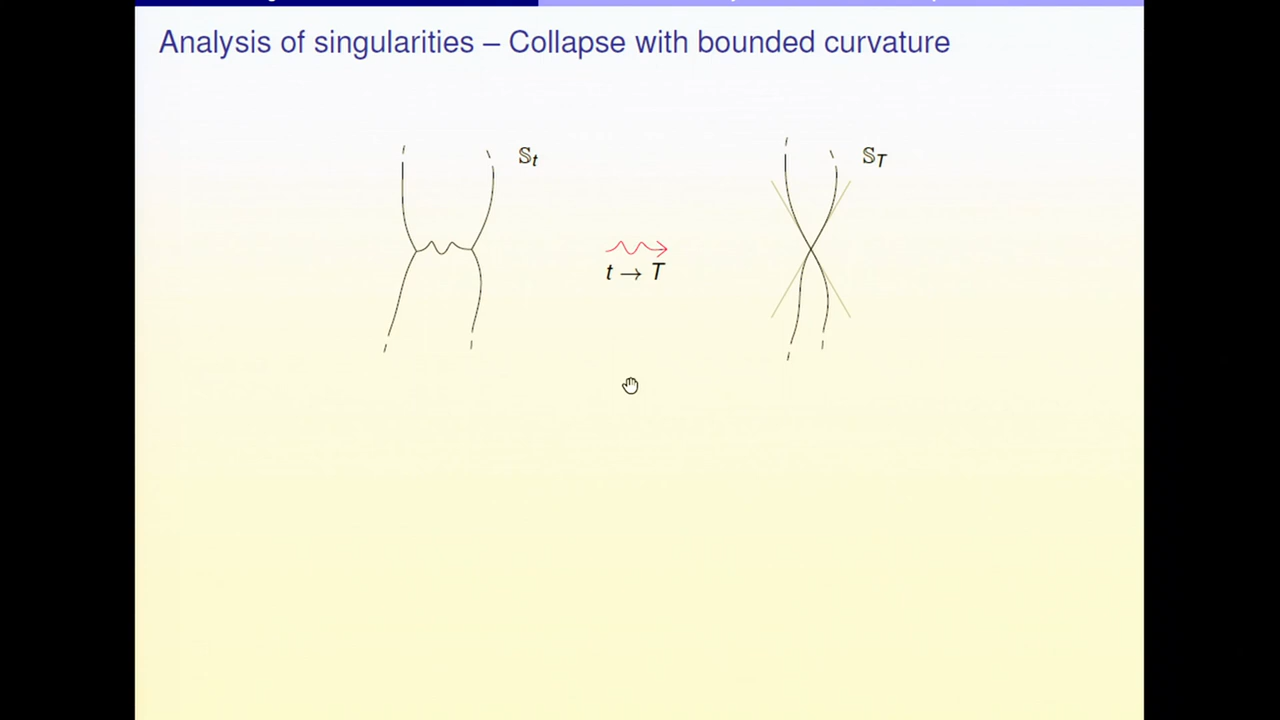 Analysis of singularities – Collapse with bounded curvature
𝕊t
𝕊T
t → T